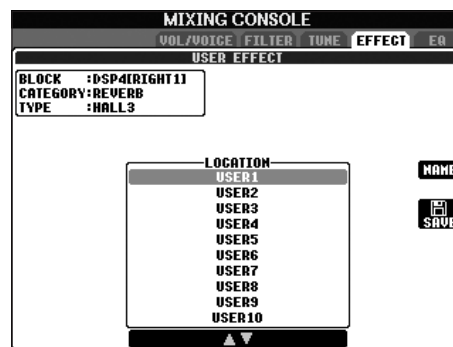 MIXING CONSOLE
VOL/VOICE FILTER TUNE EFFECT EQ
USER EFFECT
BLOCK :DSP4[RIGHT1]
CATEGORY:REVERB
TYPE :HALL3
LOCATION
USER1
NAME
USER2
USER3
SAVE
USER4
USER5
USER6
USER7
USER8
USER9
USER10